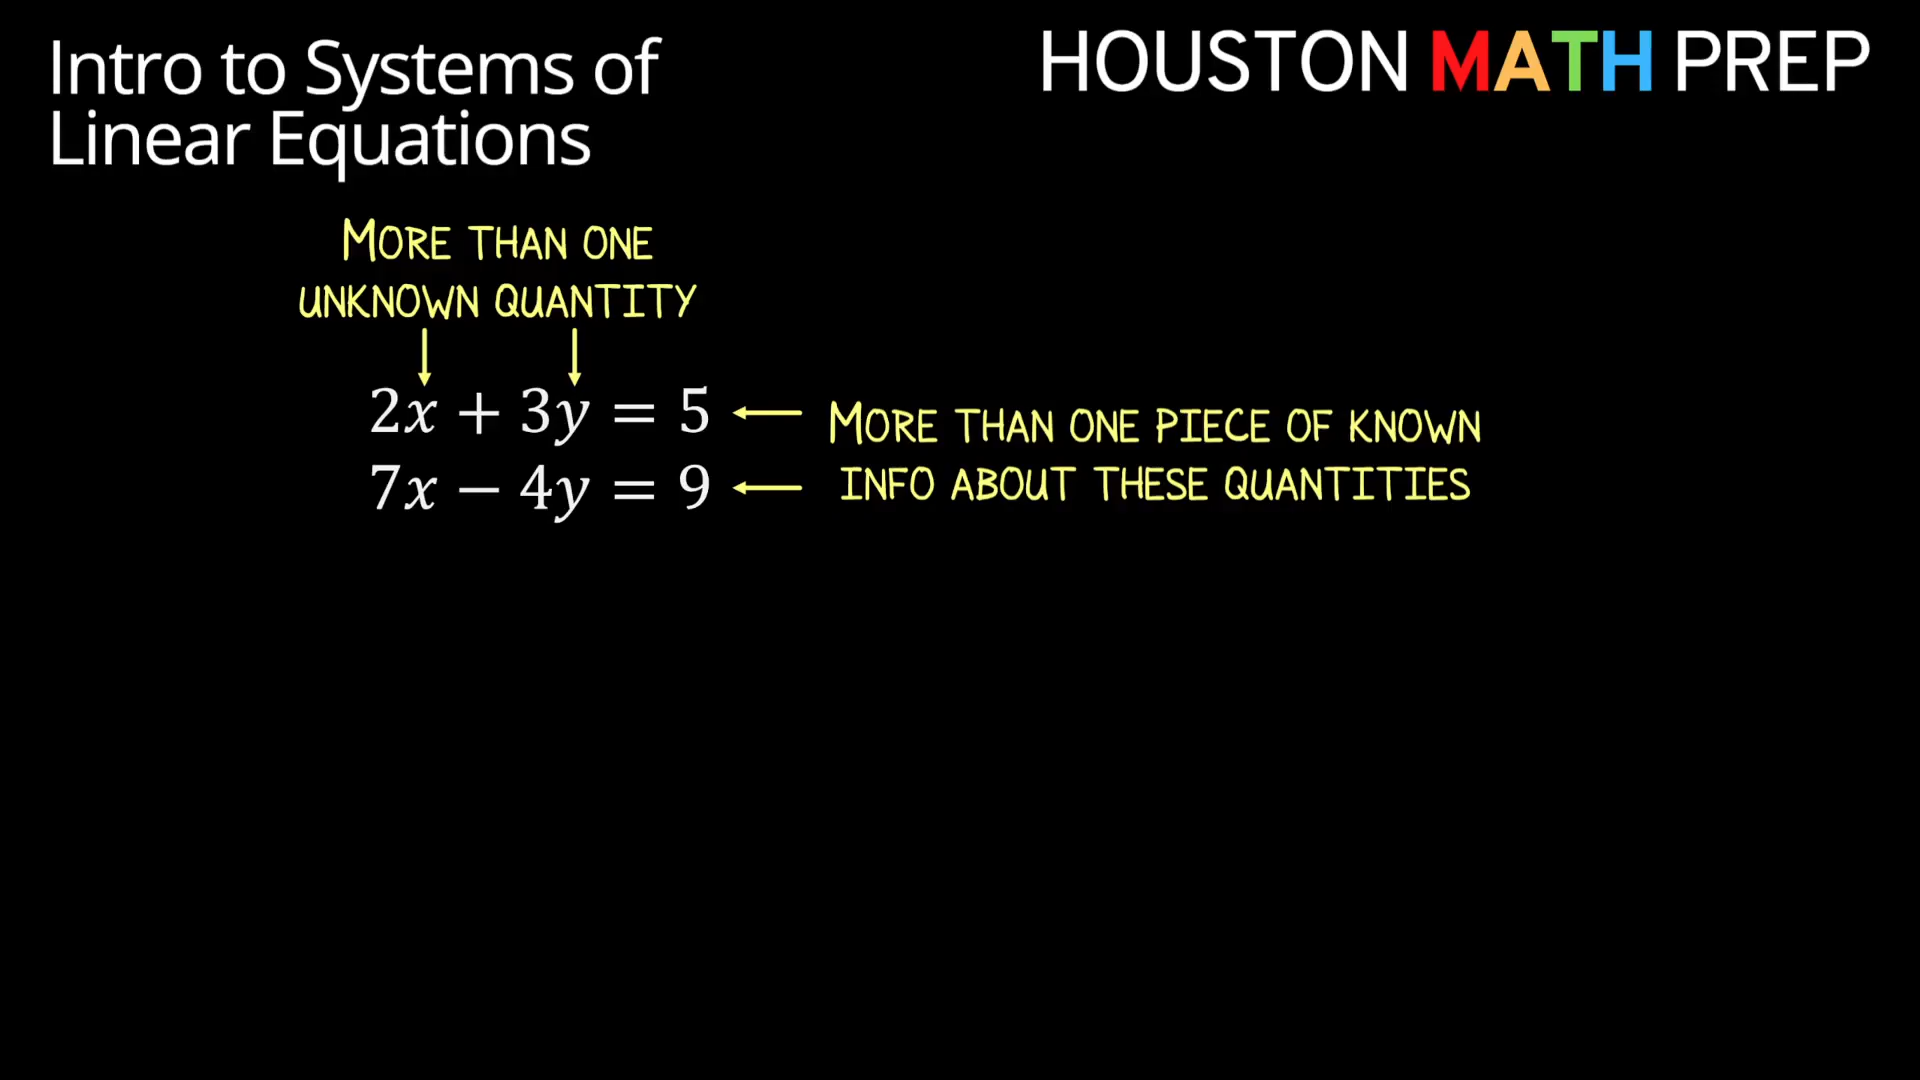 Intro to Systems of
Linear Equations
HOUSTON MATH PREP
MORE THAN ONE
UNKNOWN QUANTITY
2x + 3y = 5
7x − 4y = 9
MORE THAN ONE PIECE OF KNOWN
INFO ABOUT THESE QUANTITIES